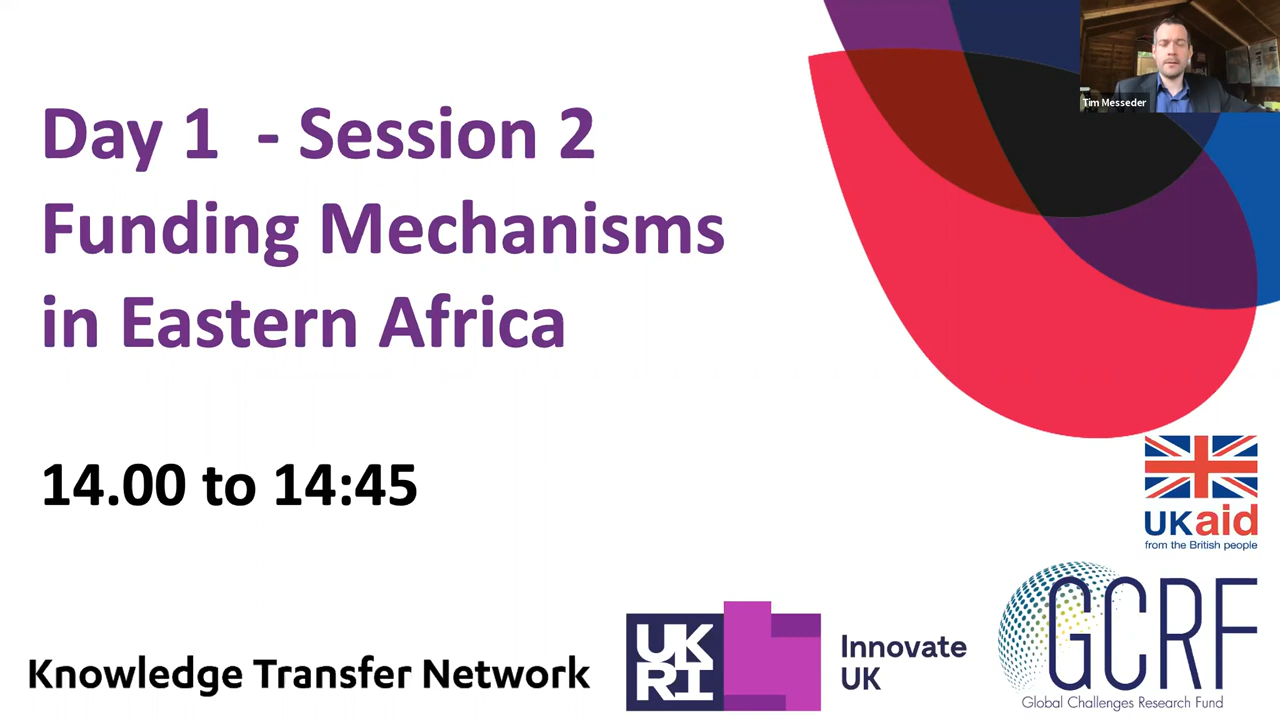 Day 1 - Session 2
Funding Mechanisms
in Eastern Africa
14.00 to 14:45
Tim Messeder
UKaid
from the British people
Knowledge Transfer Network
UK
RI
Innovate
UK
GCRF
Global Challenges Research Fund